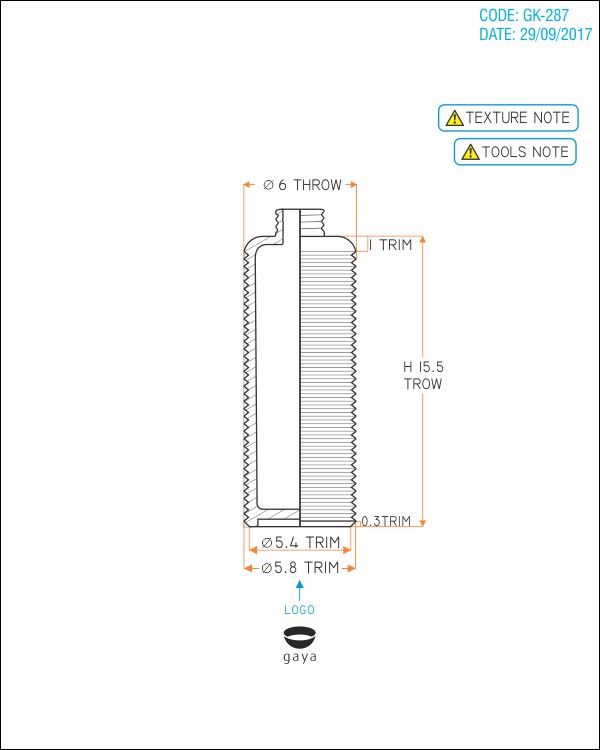 CODE: GK-287
DATE: 29/09/2017
TEXTURE NOTE
TOOLS NOTE
∅ 6 THROW
1 TRIM
H 15.5
TROW
0.3TRIM
∅5.4 TRIM
∅5.8 TRIM
LOGO
gaya